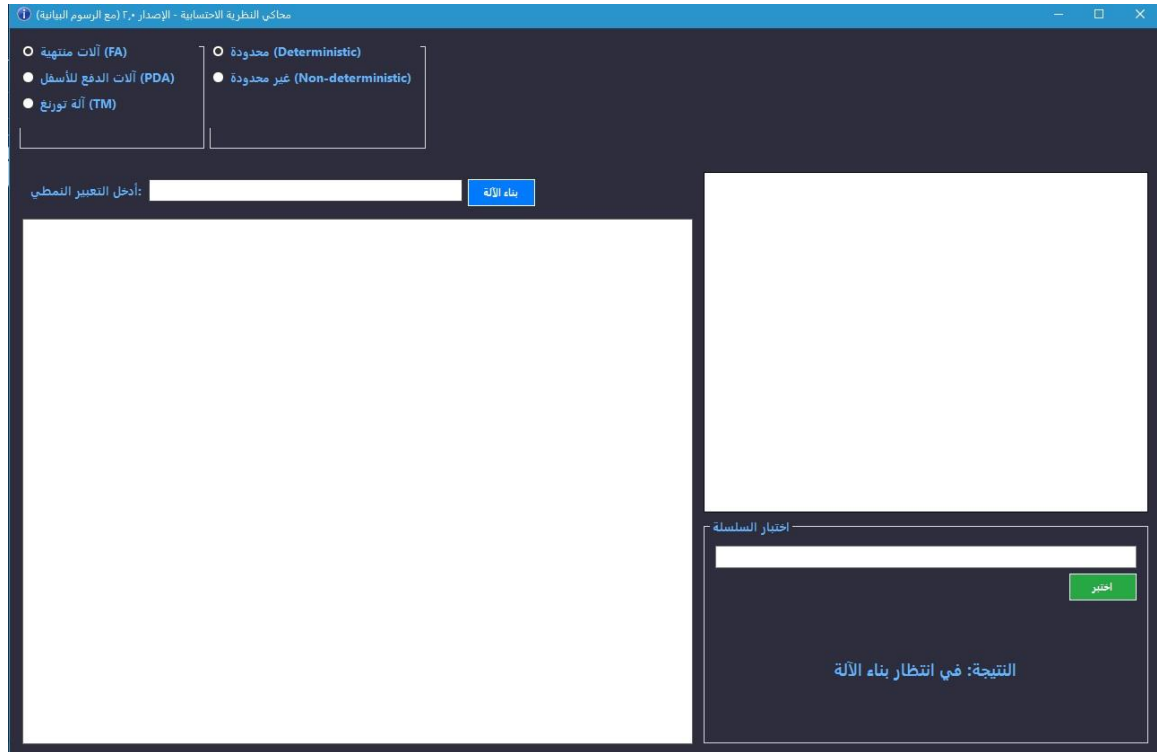 محاكي النظرية الاحتسابية - الإصدار ٢,٠ (مع الرسوم البيانية)
آلات منتهية (FA)
آلات الدفع للأسفل (PDA)
آلة تورنغ (TM)
محدودة (Deterministic)
غير محدودة (Non-deterministic)
أدخل التعبير النمطي:
بناء الآلة
اختبار السلسلة
اختبر
النتيجة: في انتظار بناء الآلة